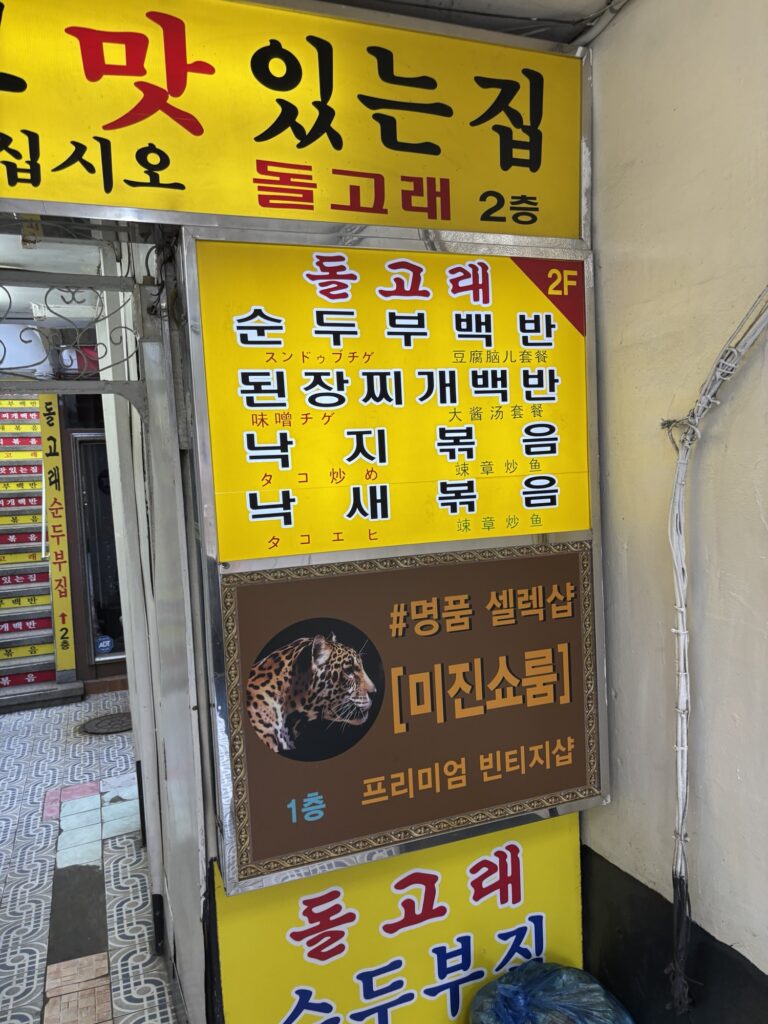 맛있는집
십시오 돌고래 2층
돌고래 2F
순두부백반
スンドゥブチゲ 豆腐脑儿套餐
된장찌개백반
味噌チゲ 大酱汤套餐
낙지볶음
タコ炒め 竦章炒鱼
낙새볶음
タコエヒ 竦章炒鱼
돌고래 순두부집 ↑ 2층
ADT
#명품 셀렉샵
[미진쇼룸]
1층 프리미엄 빈티지샵
돌고래
순두부집